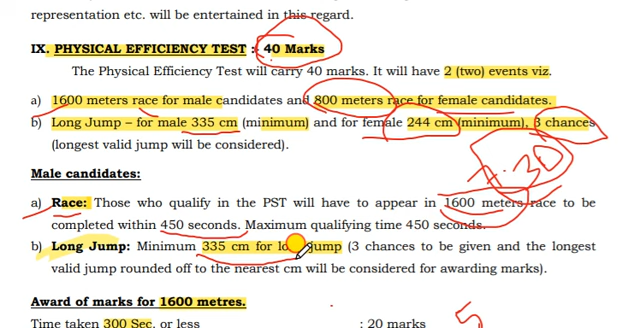 representation etc. will be entertained in this regard.
IX. PHYSICAL EFFICIENCY TEST : 40 Marks
The Physical Efficiency Test will carry 40 marks. It will have 2 (two) events viz.
a) 1600 meters race for male candidates and 800 meters race for female candidates.
b) Long Jump – for male 335 cm (minimum) and for female 244 cm (minimum), 3 chances
(longest valid jump will be considered).
7.30
Male candidates:
a) Race: Those who qualify in the PST will have to appear in 1600 meters race to be
completed within 450 seconds. Maximum qualifying time 450 seconds.
b) Long Jump: Minimum 335 cm for long jump (3 chances to be given and the longest
valid jump rounded off to the nearest cm will be considered for awarding marks).
Award of marks for 1600 metres.
Time taken 300 Sec. or less : 20 marks
5